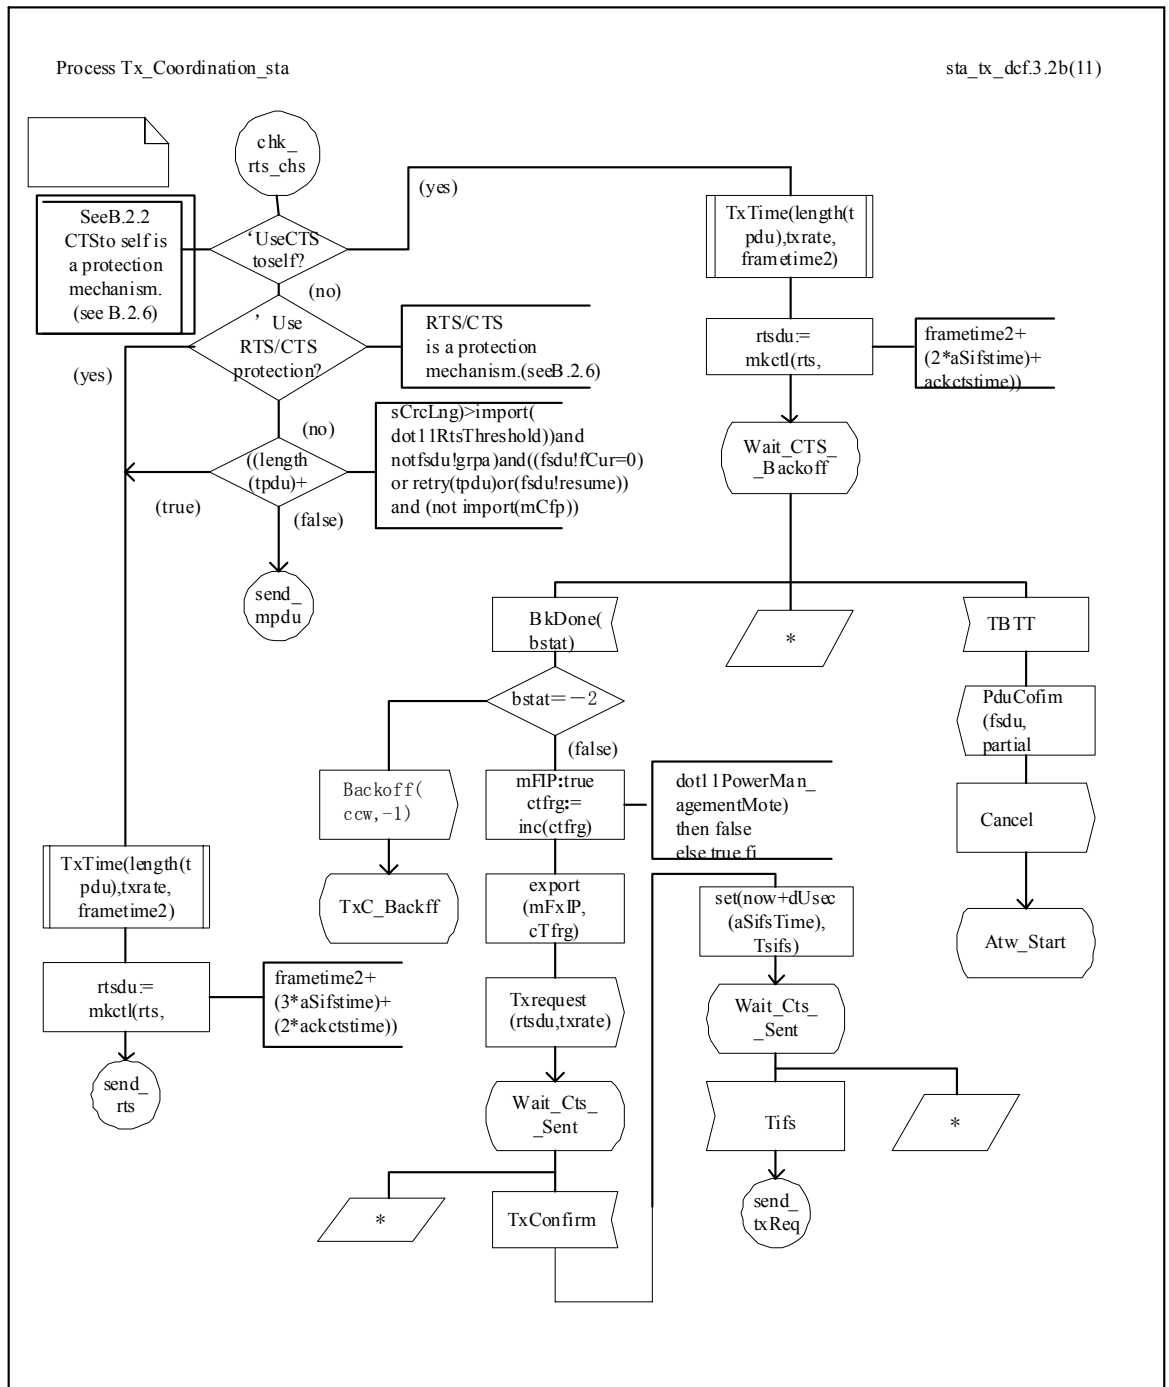 Process Tx_Coordination_sta
sta_tx_dcf.3.2b(11)
chk_
rts_chs
(yes)
SeeB.2.2
CTSto self is
a protection
mechanism.
(see B.2.6)
‘UseCTS
toself?
(no)
TxTime(length(t
pdu),txrate,
frametime2)
’ Use
RTS/CTS
protection?
(yes)
RTS/CTS
is a protection
mechanism.(seeB.2.6)
rtsdu:=
mkctl(rts,
frametime2+
(2*aSifstime)+
ackctstime))
(no)
((length
(tpdu)+
(true)
(false)
sCrcLng)>import(
dot11RtsThreshold))and
notfsdu!grpa)and((fsdu!fCur=0)
or retry(tpdu)or(fsdu!resume))
and (not import(mCfp))
Wait_CTS_
_Backoff
send_
mpdu
BkDone(
bstat)
*
TBTT
bstat=−2
(false)
PduCofim
(fsdu,
partial
Backoff(
ccw,-1)
mFIP:true
ctfrg:=
inc(ctfrg)
dot11PowerMan_
agementMote)
then false
else true fi
Cancel
TxTime(length(t
pdu),txrate,
frametime2)
TxC_Backff
export
(mFxIP,
cTfrg)
set(now+dUsec
(aSifsTime),
Tsifs)
Atw_Start
rtsdu:=
mkctl(rts,
frametime2+
(3*aSifstime)+
(2*ackctstime))
Txrequest
(rtsdu,txrate)
Wait_Cts_
_Sent
send_
rts
Wait_Cts_
_Sent
Tifs
*
*
TxConfirm
send_
txReq